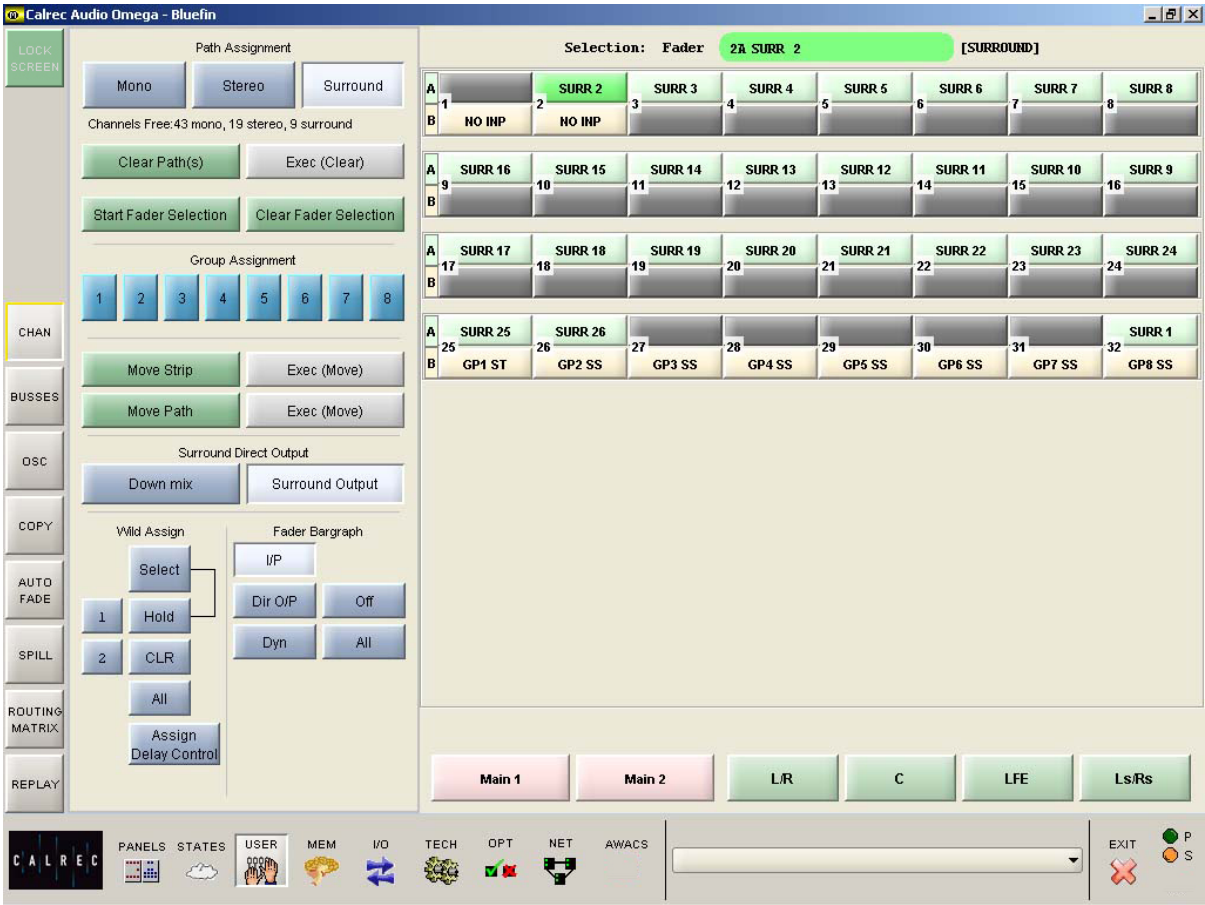 Calrec Audio Omega - Bluefin
LOCK SCREEN
Path Assignment
Mono Stereo Surround
Channels Free:43 mono, 19 stereo, 9 surround
Clear Path(s) Exec (Clear)
Start Fader Selection Clear Fader Selection
Group Assignment
1 2 3 4 5 6 7 8
Move Strip Exec (Move)
Move Path Exec (Move)
Surround Direct Output
Down mix Surround Output
Wild Assign
Select
1 Hold
2 CLR
All
Assign
Delay Control
Fader Bargraph
I/P
Dir O/P Off
Dyn All
CHAN
BUSSES
OSC
COPY
AUTO
FADE
SPILL
ROUTING
MATRIX
REPLAY
Selection: Fader 2A SURR 2 [SURROUND]
A SURR 2 SURR 3 SURR 4 SURR 5 SURR 6 SURR 7 SURR 8
1 2 3 4 5 6 7 8
B NO INP NO INP
A SURR 16 SURR 15 SURR 14 SURR 13 SURR 12 SURR 11 SURR 10 SURR 9
9 10 11 12 13 14 15 16
B
A SURR 17 SURR 18 SURR 19 SURR 20 SURR 21 SURR 22 SURR 23 SURR 24
17 18 19 20 21 22 23 24
B
A SURR 25 SURR 26 SURR 1
25 26 27 28 29 30 31 32
B GP1 ST GP2 SS GP3 SS GP4 SS GP5 SS GP6 SS GP7 SS GP8 SS
Main 1 Main 2 L/R C LFE Ls/Rs
CALREC
PANELS STATES USER MEM I/O TECH OPT NET AWACS
EXIT
P
S